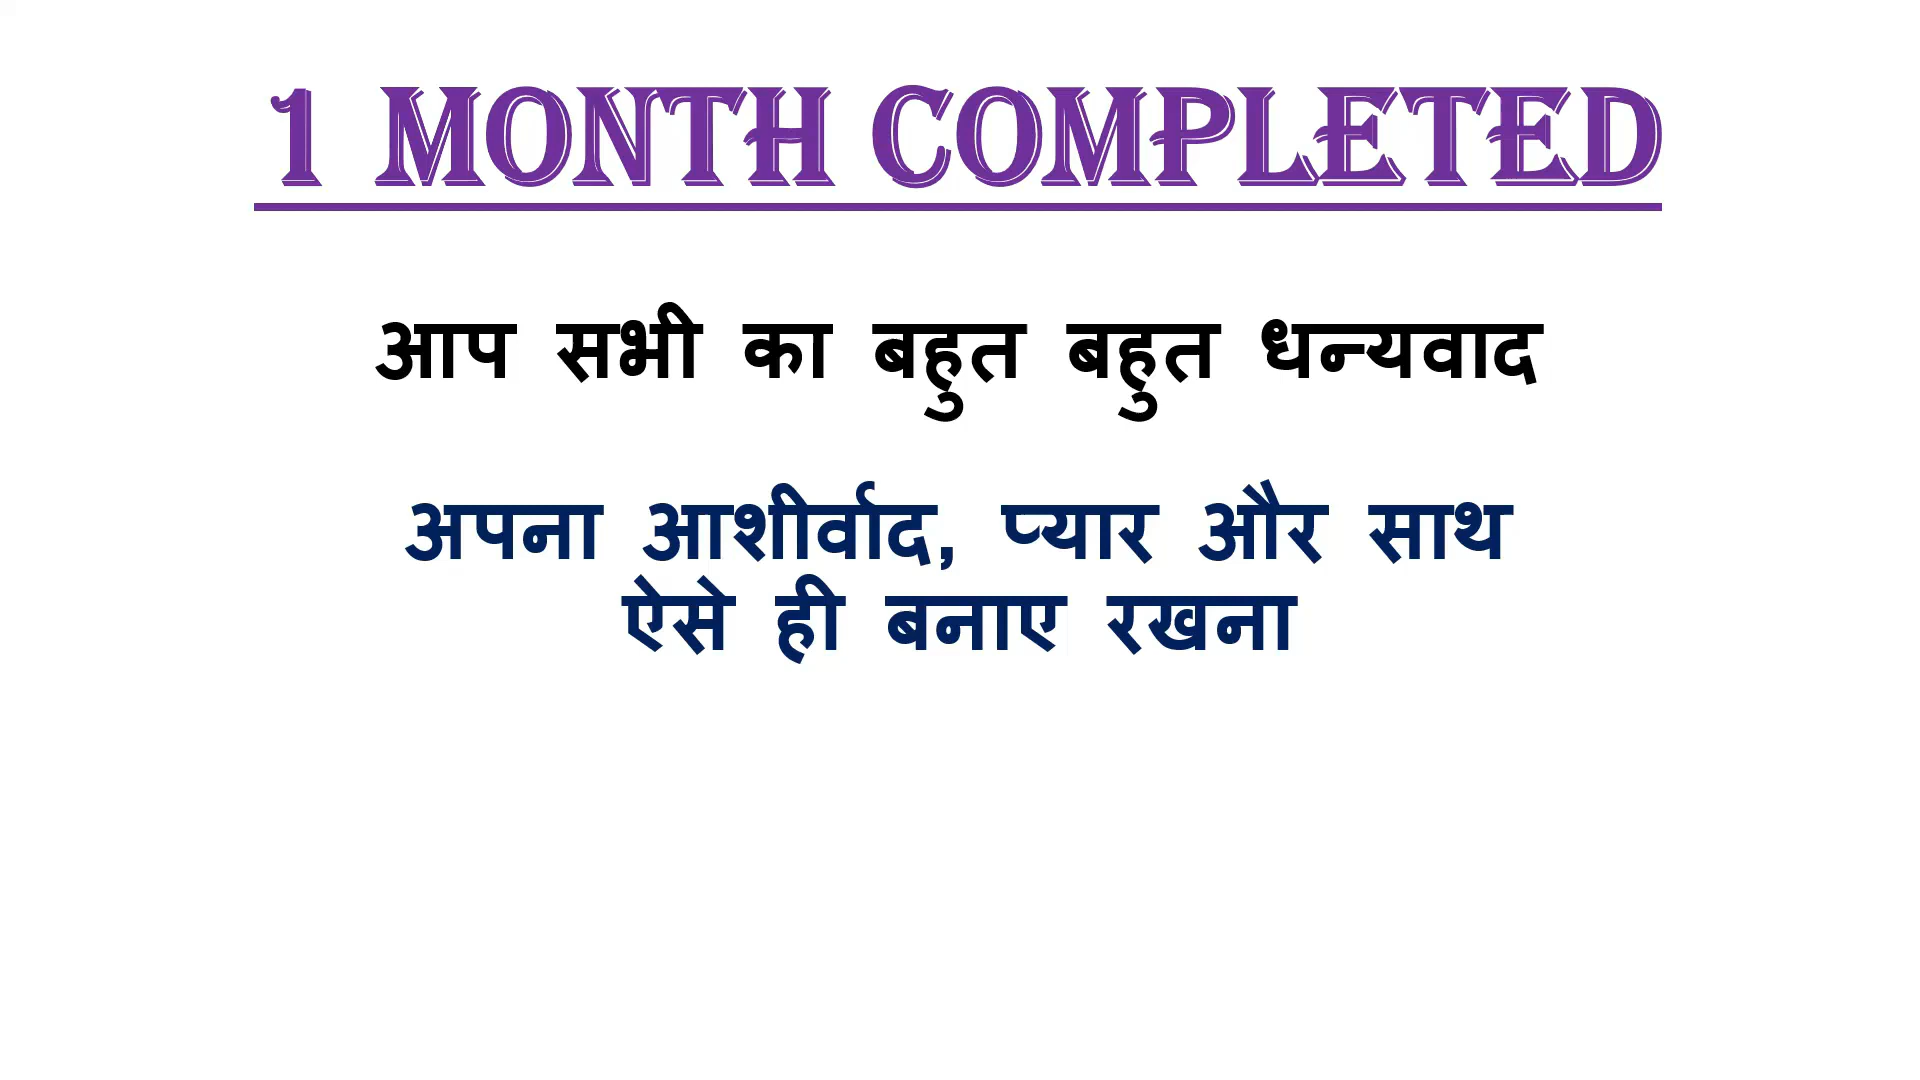 1 MONTH COMPLETED
आप सभी का बहुत बहुत धन्यवाद
अपना आशीर्वाद, प्यार और साथ
ऐसे ही बनाए रखना